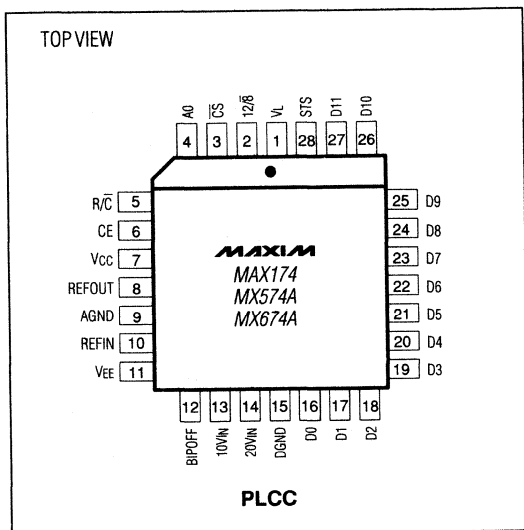 TOP VIEW
A0 C̅S̅ 12/8̅ VL STS D11 D10
4 3 2 1 28 27 26
R/C̅ 5 25 D9
CE 6 24 D8
VCC 7 23 D7
REFOUT 8 22 D6
AGND 9 21 D5
REFIN 10 20 D4
VEE 11 19 D3
MAXIM
MAX174
MX574A
MX674A
12 13 14 15 16 17 18
BIPOFF 10VIN 20VIN DGND D0 D1 D2
PLCC